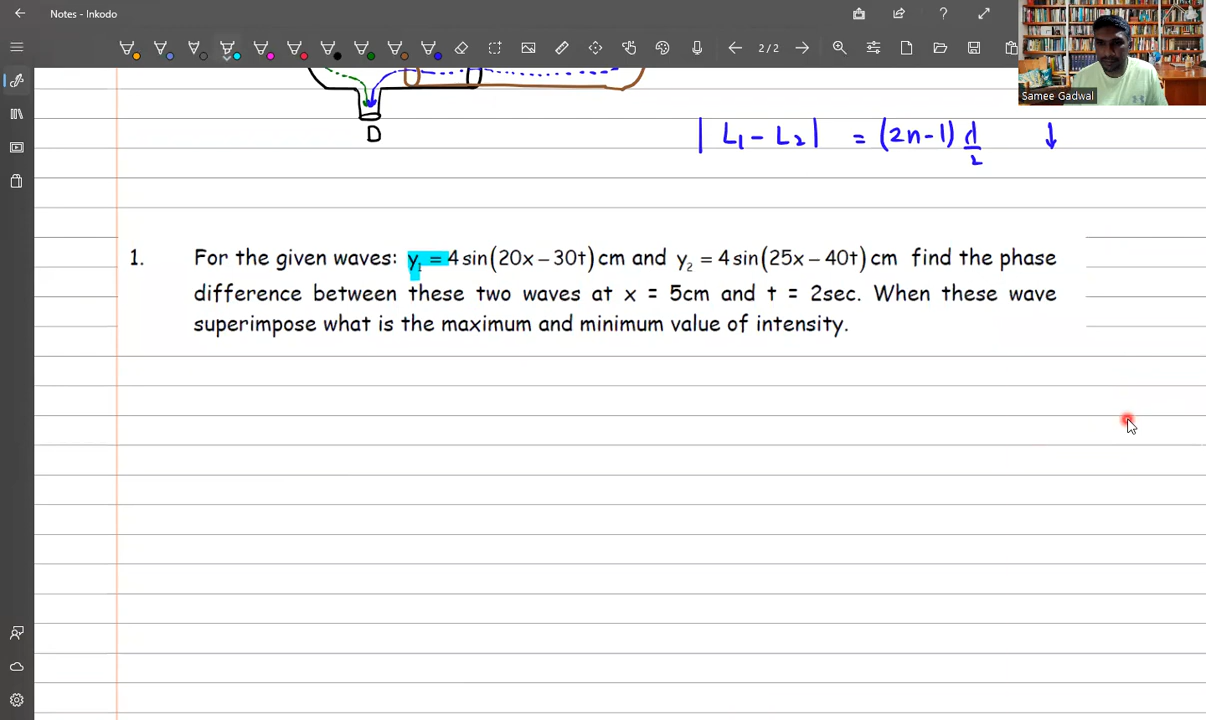 Notes - Inkodo
2 / 2
Samee Gadwal
D
| L₁ - L₂ | = (2n-1) d/2 ↓
1. For the given waves: y₁ = 4 sin(20x – 30t) cm and y₂ = 4 sin(25x – 40t) cm find the phase
difference between these two waves at x = 5cm and t = 2sec. When these wave
superimpose what is the maximum and minimum value of intensity.